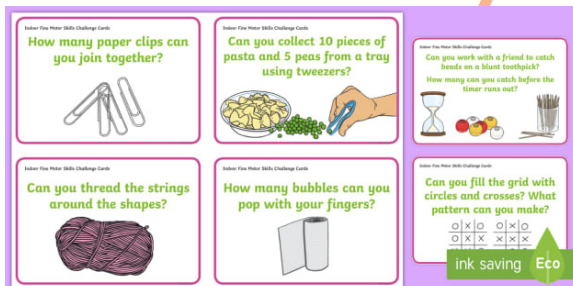 Indoor Fine Motor Skills Challenge Cards
How many paper clips can
you join together?
Indoor Fine Motor Skills Challenge Cards
Can you collect 10 pieces of
pasta and 5 peas from a tray
using tweezers?
Indoor Fine Motor Skills Challenge Cards
Can you work with a friend to catch
beads on a blunt toothpick?
How many can you catch before the
timer runs out?
Indoor Fine Motor Skills Challenge Cards
Can you thread the strings
around the shapes?
Indoor Fine Motor Skills Challenge Cards
How many bubbles can you
pop with your fingers?
Indoor Fine Motor Skills Challenge Cards
Can you fill the grid with
circles and crosses? What
pattern can you make?
ink saving
Eco